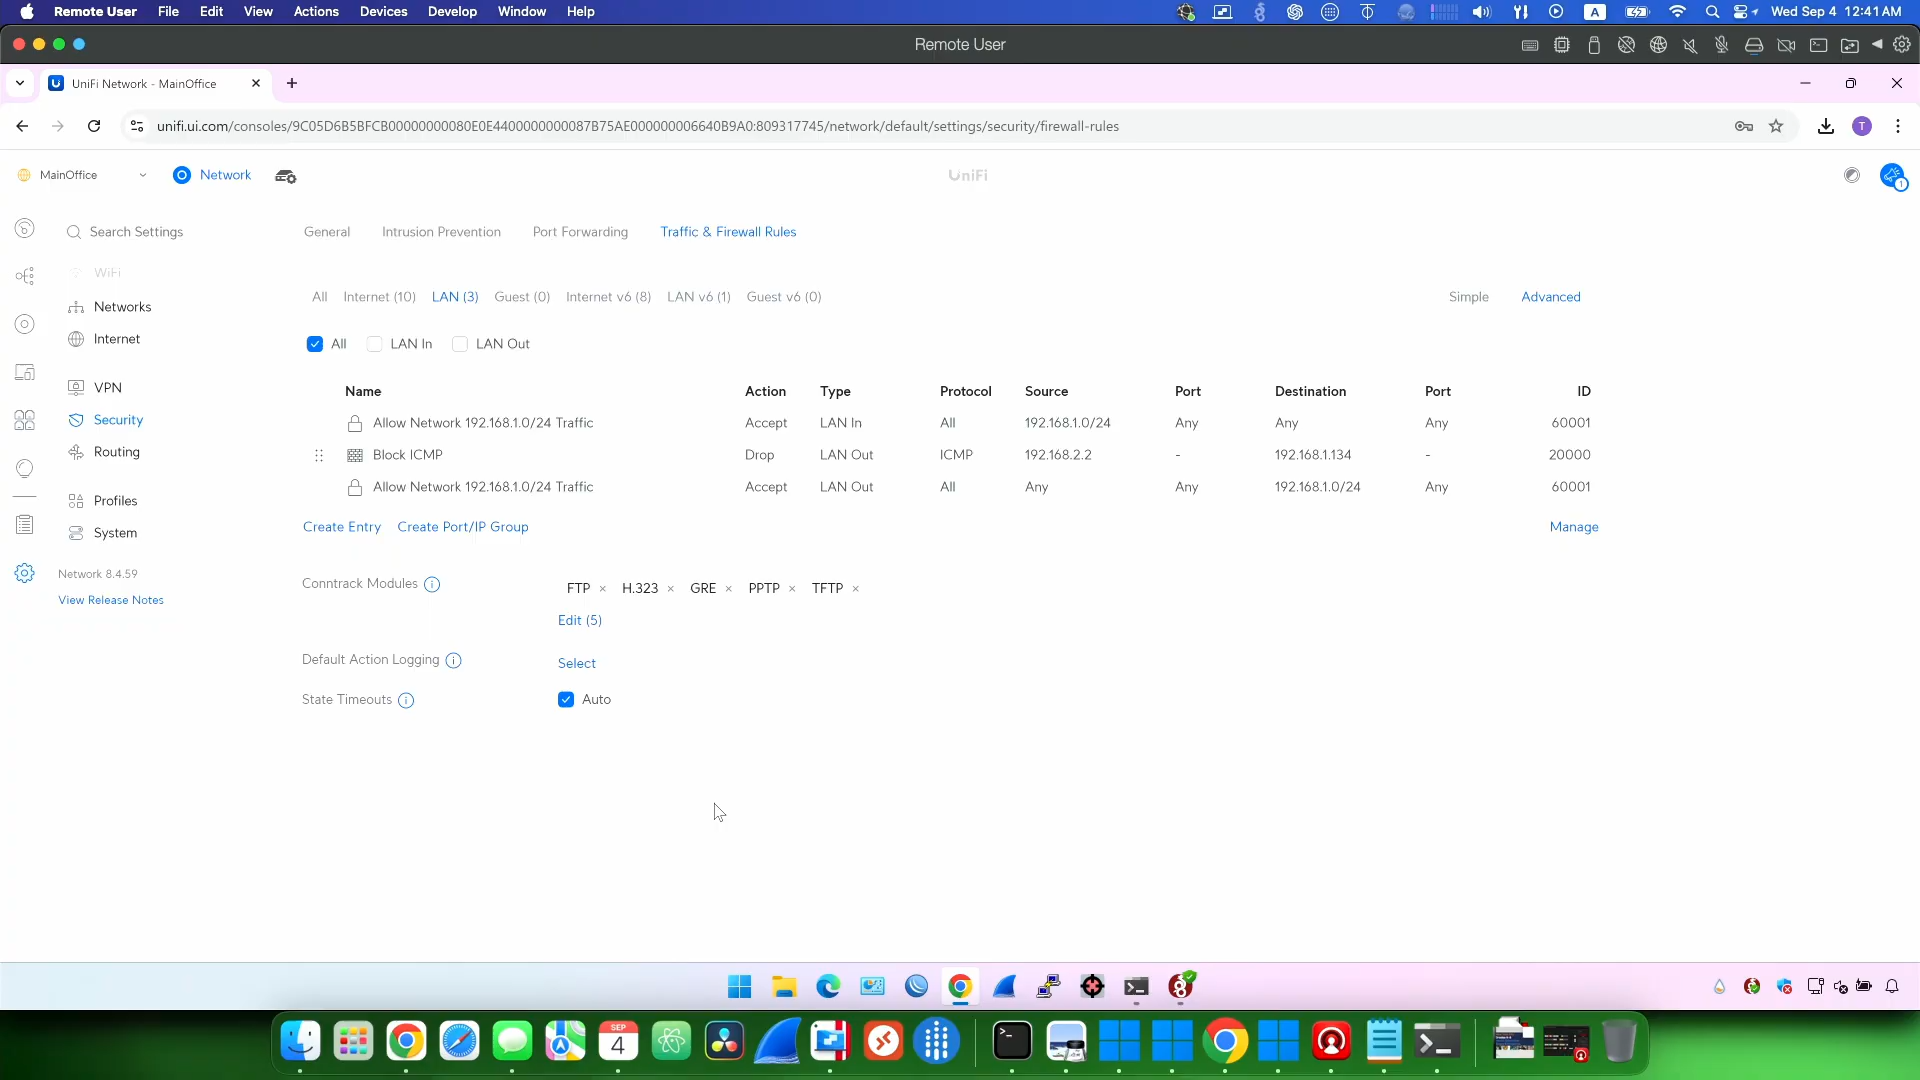 Remote User File Edit View Actions Devices Develop Window Help A Wed Sep 4 12:41 AM
Remote User
UniFi Network - MainOffice
unifi.ui.com/consoles/9C05D6B5BFCB00000000080E0E4400000000087B75AE000000006640B9A0:809317745/network/default/settings/security/firewall-rules T
MainOffice Network UniFi 1
Search Settings General Intrusion Prevention Port Forwarding Traffic & Firewall Rules
WiFi
Networks
Internet
VPN
Security
Routing
Profiles
System
Network 8.4.59
View Release Notes
All Internet (10) LAN (3) Guest (0) Internet v6 (8) LAN v6 (1) Guest v6 (0) Simple Advanced
All LAN In LAN Out
Name Action Type Protocol Source Port Destination Port ID
Allow Network 192.168.1.0/24 Traffic Accept LAN In All 192.168.1.0/24 Any Any Any 60001
Block ICMP Drop LAN Out ICMP 192.168.2.2 - 192.168.1.134 - 20000
Allow Network 192.168.1.0/24 Traffic Accept LAN Out All Any Any 192.168.1.0/24 Any 60001
Create Entry Create Port/IP Group Manage
Conntrack Modules FTP × H.323 × GRE × PPTP × TFTP ×
Edit (5)
Default Action Logging Select
State Timeouts Auto
SEP
4